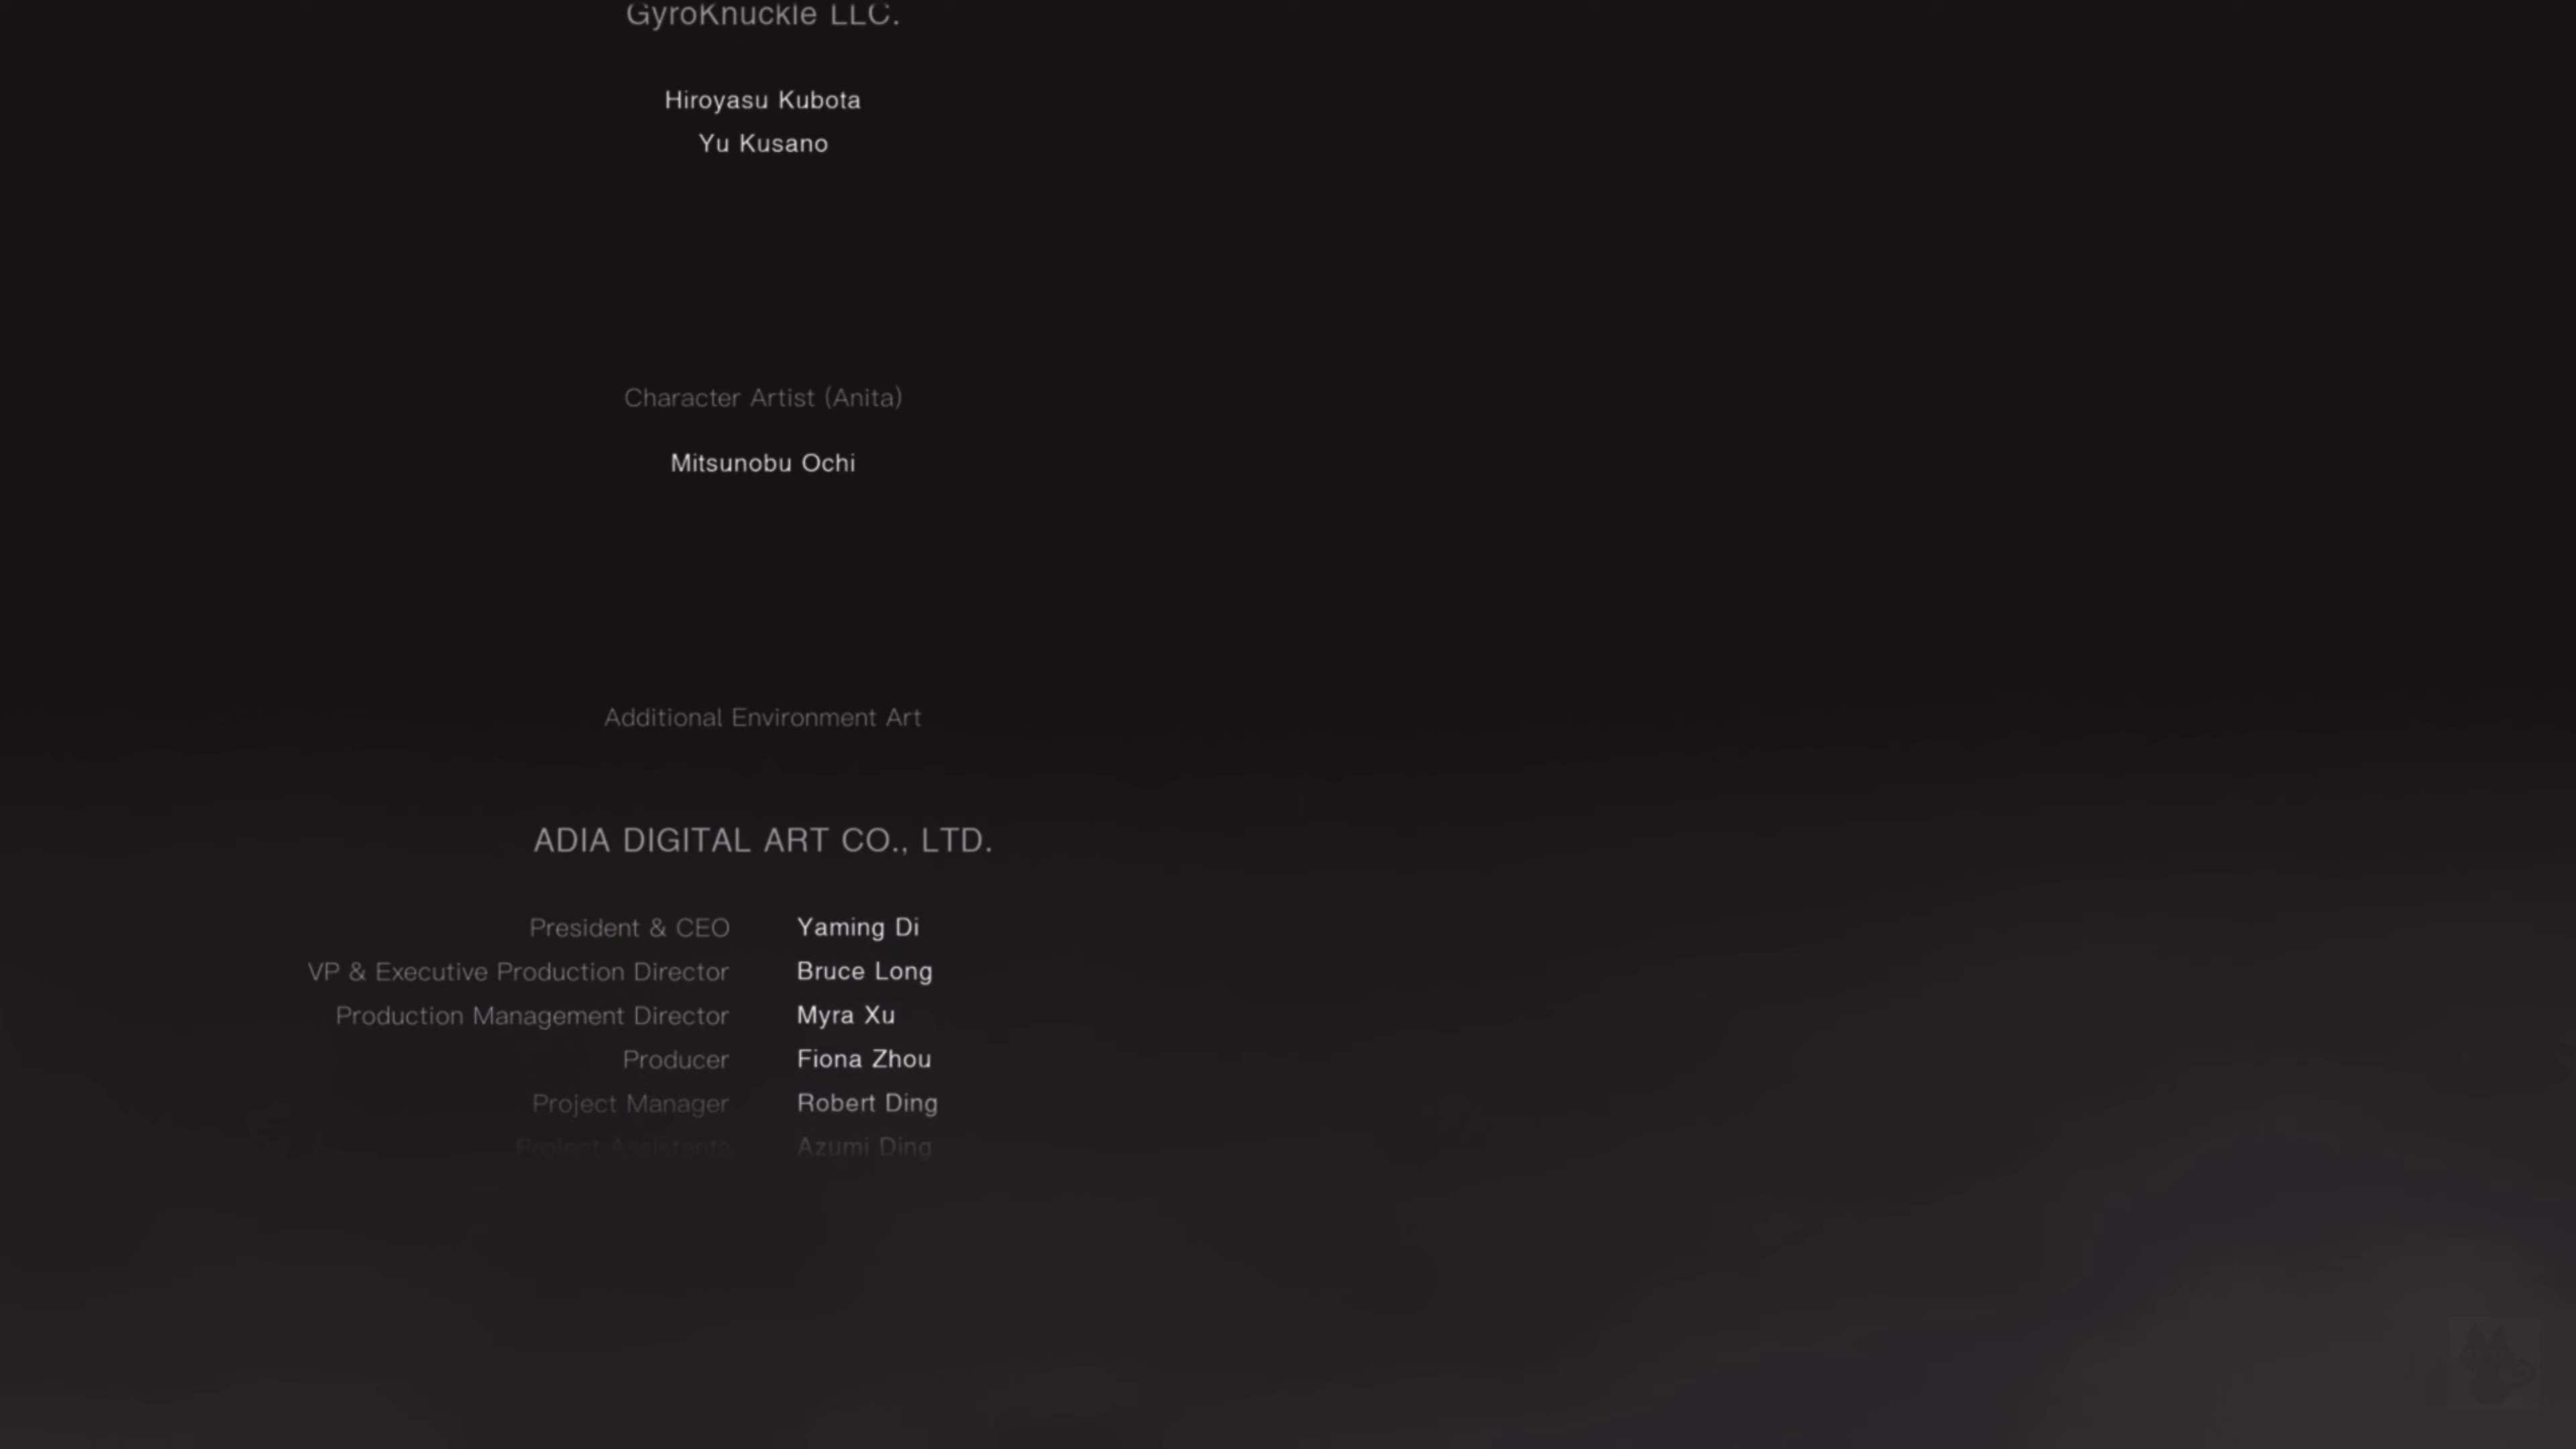 GyroKnuckle LLC.
Hiroyasu Kubota
Yu Kusano
Character Artist (Anita)
Mitsunobu Ochi
Additional Environment Art
ADIA DIGITAL ART CO., LTD.
President & CEO Yaming Di
VP & Executive Production Director Bruce Long
Production Management Director Myra Xu
Producer Fiona Zhou
Project Manager Robert Ding
Project Assistants Azumi Ding